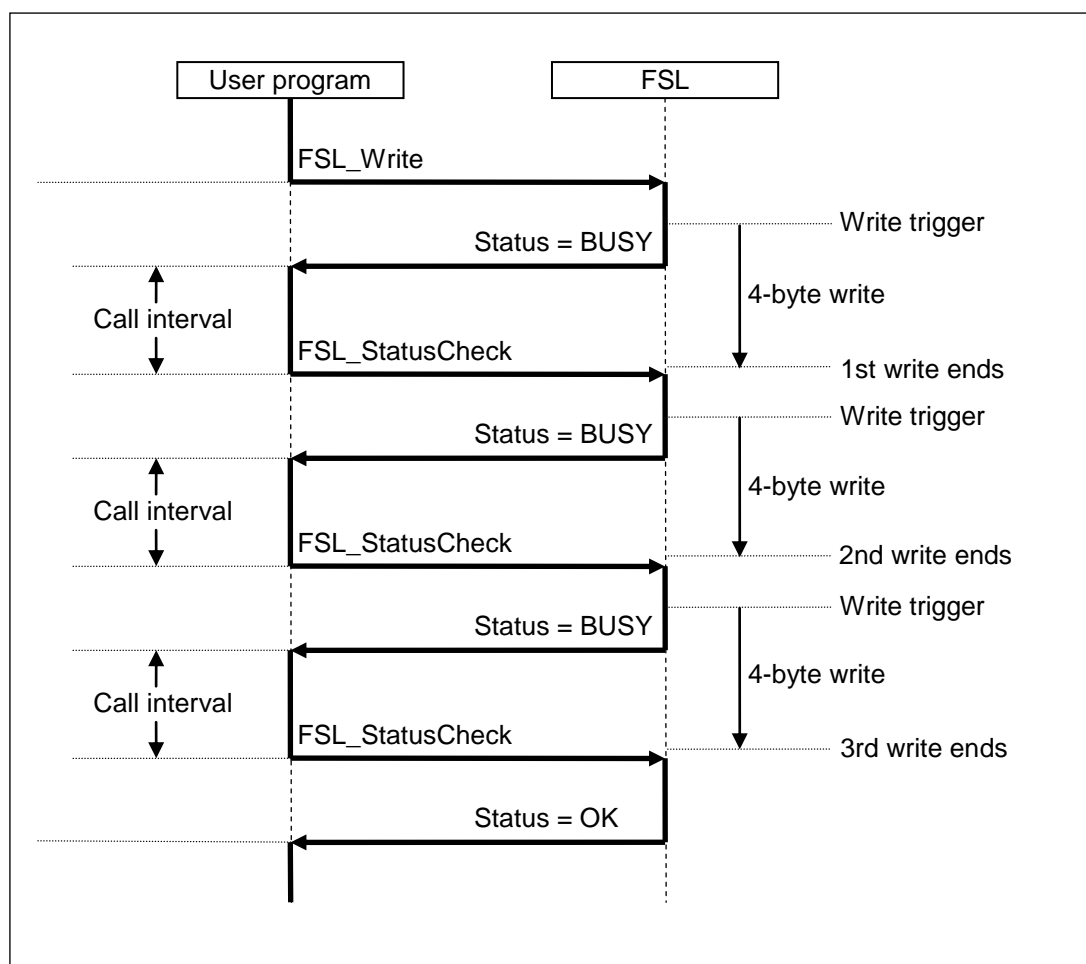 User program
FSL
FSL_Write
Write trigger
Status = BUSY
4-byte write
Call interval
FSL_StatusCheck
1st write ends
Write trigger
Status = BUSY
4-byte write
Call interval
FSL_StatusCheck
2nd write ends
Write trigger
Status = BUSY
4-byte write
Call interval
FSL_StatusCheck
3rd write ends
Status = OK